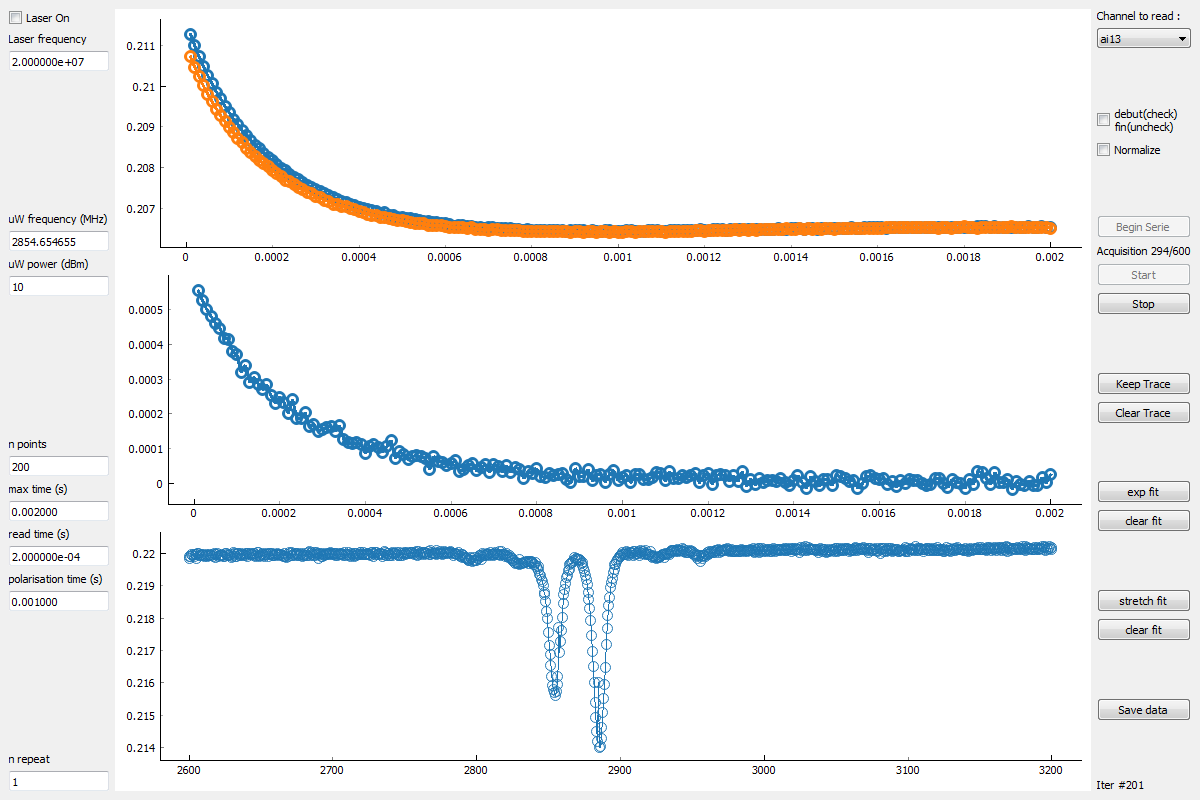 Laser On
Laser frequency
2.000000e+07
uW frequency (MHz)
2854.654655
uW power (dBm)
10
n points
200
max time (s)
0.002000
read time (s)
2.000000e-04
polarisation time (s)
0.001000
n repeat
1
0.211
0.21
0.209
0.208
0.207
0 0.0002 0.0004 0.0006 0.0008 0.001 0.0012 0.0014 0.0016 0.0018 0.002
0.0005
0.0004
0.0003
0.0002
0.0001
0
0 0.0002 0.0004 0.0006 0.0008 0.001 0.0012 0.0014 0.0016 0.0018 0.002
0.22
0.219
0.218
0.217
0.216
0.215
0.214
2600 2700 2800 2900 3000 3100 3200
Channel to read :
ai13
debut(check)
fin(uncheck)
Normalize
Begin Serie
Acquisition 294/600
Start
Stop
Keep Trace
Clear Trace
exp fit
clear fit
stretch fit
clear fit
Save data
Iter #201